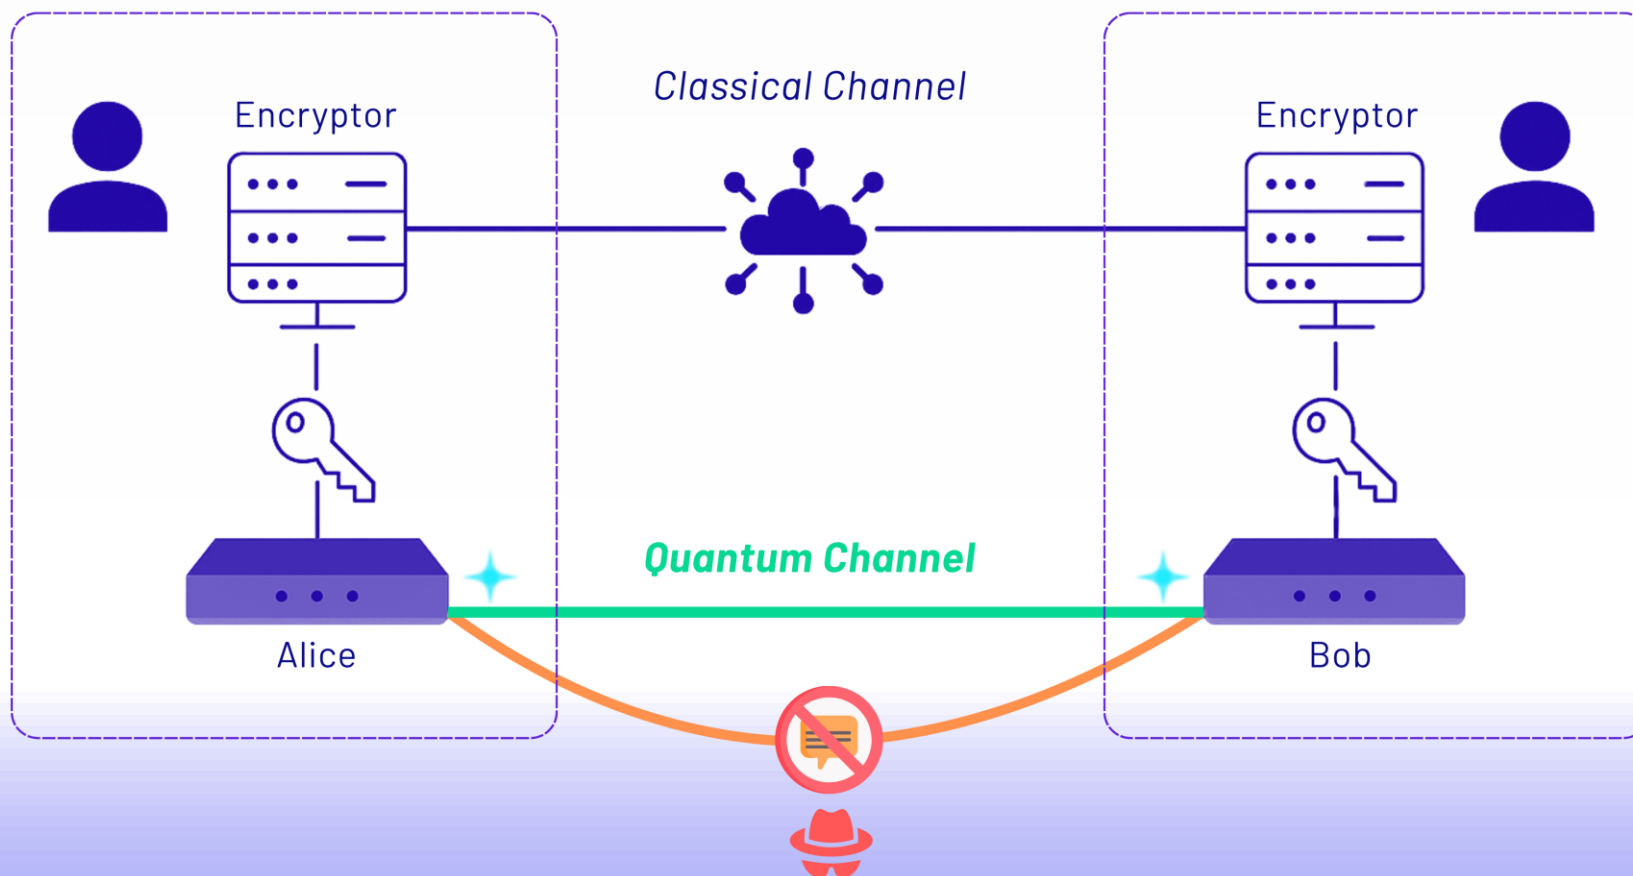 Classical Channel
Encryptor
Encryptor
Quantum Channel
Alice
Bob